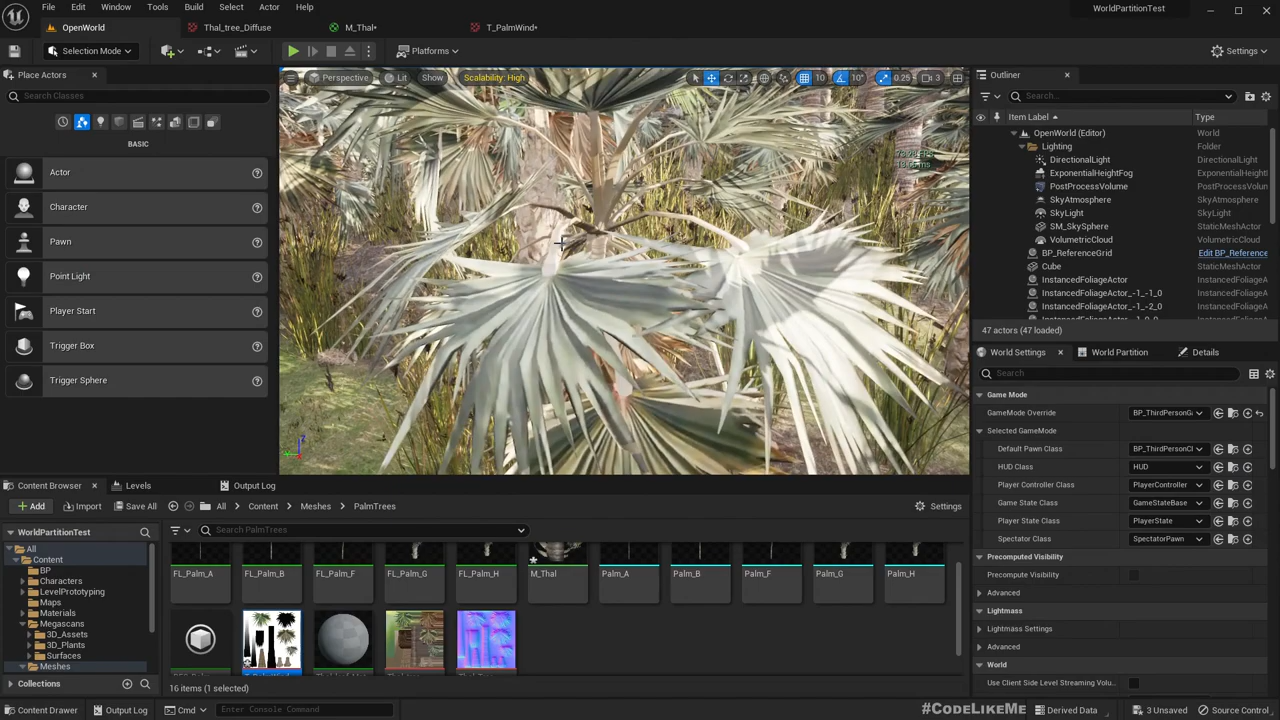 File Edit Window Tools Build Select Actor Help
WorldPartitionTest
OpenWorld
Thal_tree_Diffuse
M_Thal*
T_PalmWind*
Selection Mode
Platforms
Settings
Place Actors
Search Classes
BASIC
Actor
Character
Pawn
Point Light
Player Start
Trigger Box
Trigger Sphere
Perspective
Lit
Show
Scalability: High
10
10°
0.25
3
Outliner
Search...
Item Label
Type
OpenWorld (Editor) World
Lighting Folder
DirectionalLight DirectionalLight
ExponentialHeightFog ExponentialHeightF
PostProcessVolume PostProcessVolum
SkyAtmosphere SkyAtmosphere
SkyLight SkyLight
SM_SkySphere StaticMeshActor
VolumetricCloud VolumetricCloud
BP_ReferenceGrid Edit BP_Reference
Cube StaticMeshActor
InstancedFoliageActor InstancedFoliageA
InstancedFoliageActor_-1_-1_0 InstancedFoliageA
InstancedFoliageActor_-1_-2_0 InstancedFoliageA
47 actors (47 loaded)
World Settings
World Partition
Details
Search
Game Mode
GameMode Override BP_ThirdPersonG
Selected GameMode
Default Pawn Class BP_ThirdPersonCl
HUD Class HUD
Player Controller Class PlayerController
Game State Class GameStateBase
Player State Class PlayerState
Spectator Class SpectatorPawn
Precomputed Visibility
Precompute Visibility
Advanced
Lightmass
Lightmass Settings
Advanced
World
Use Client Side Level Streaming Volu...
Content Browser
Levels
Output Log
Add
Import
Save All
All
Content
Meshes
PalmTrees
Settings
WorldPartitionTest
Search PalmTrees
All
Content
BP
Characters
LevelPrototyping
Maps
Materials
Megascans
3D_Assets
3D_Plants
Surfaces
Meshes
Collections
FL_Palm_A
FL_Palm_B
FL_Palm_F
FL_Palm_G
FL_Palm_H
M_Thal
Palm_A
Palm_B
Palm_F
Palm_G
Palm_H
16 items (1 selected)
Content Drawer
Output Log
Cmd
Enter Console Command
#CodeLikeMe
Derived Data
3 Unsaved
Source Control